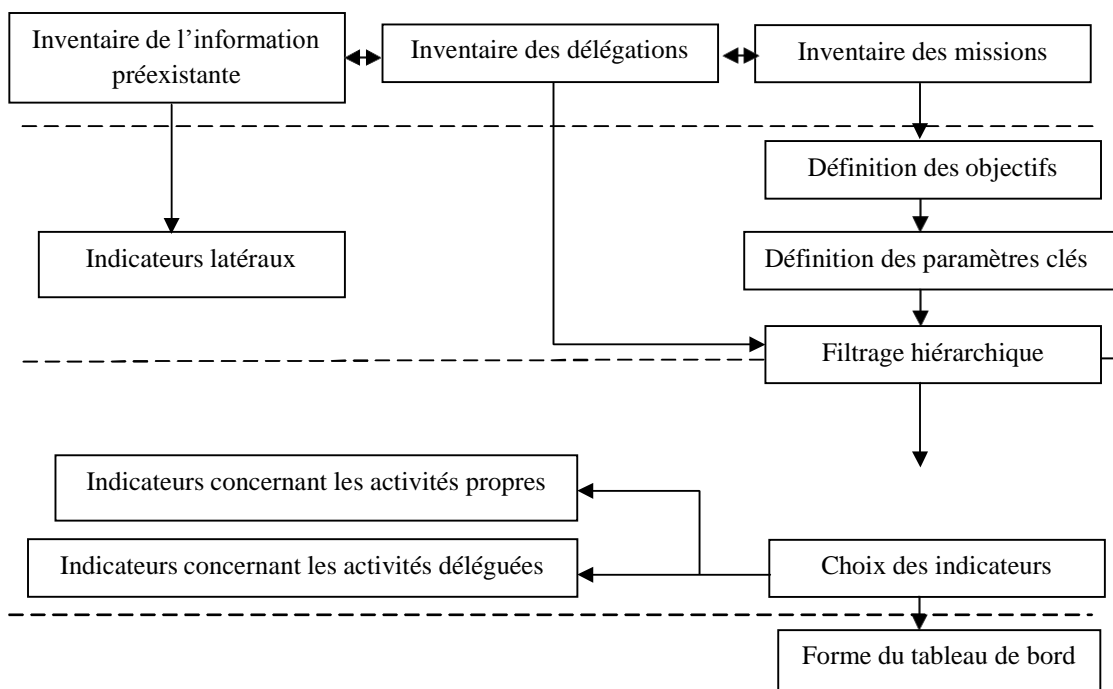 Inventaire de l’information
préexistante
Inventaire des délégations
Inventaire des missions
Définition des objectifs
Indicateurs latéraux
Définition des paramètres clés
Filtrage hiérarchique
Indicateurs concernant les activités propres
Indicateurs concernant les activités déléguées
Choix des indicateurs
Forme du tableau de bord